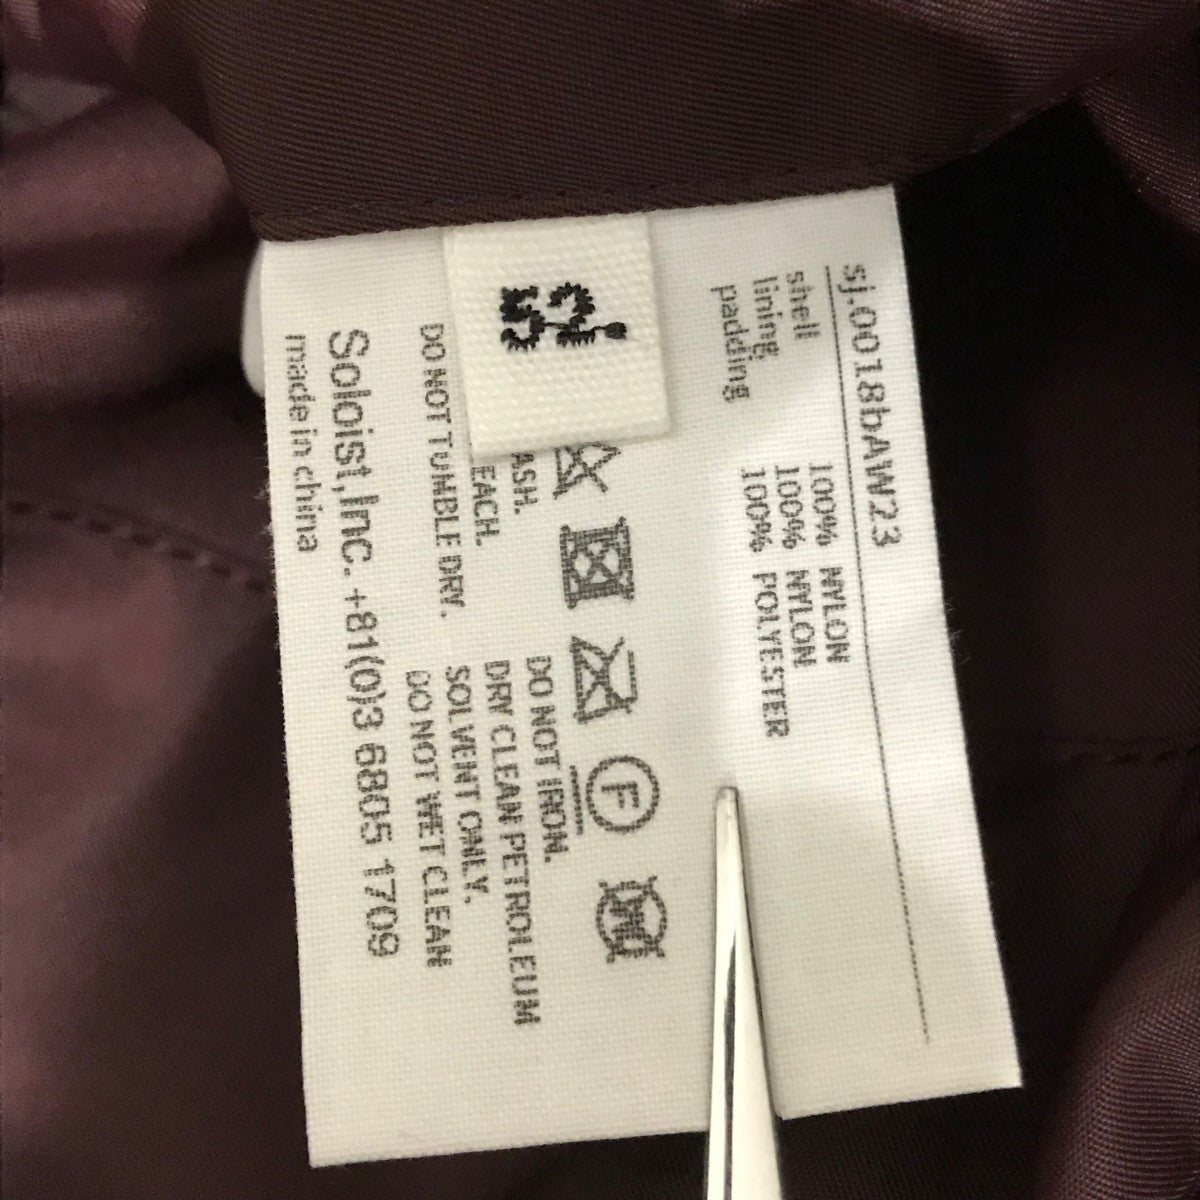 52.
sj.0018bAW23
shell 100% NYLON
lining 100% NYLON
padding 100% POLYESTER
F
W
ASH.
EACH.
DO NOT TUMBLE DRY.
DO NOT IRON.
DRY CLEAN PETROLEUM
SOLVENT ONLY.
DO NOT WET CLEAN
Soloist,Inc. +81(0)3 6805 1709
made in china